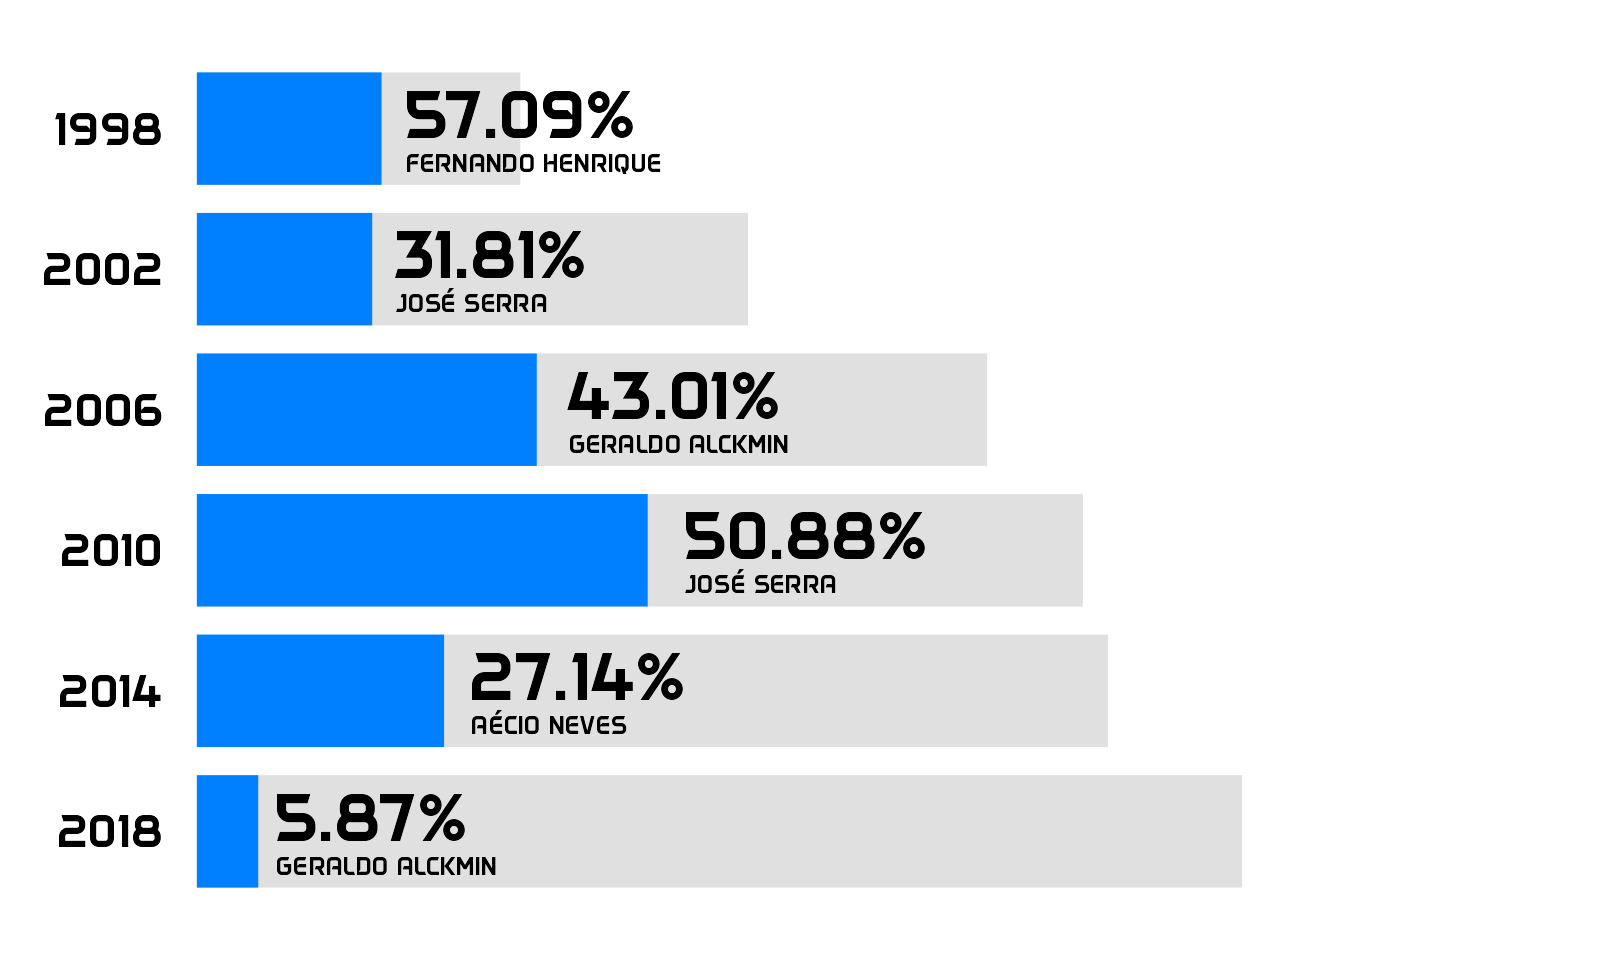 1998
57.09%
FERNANDO HENRIQUE
2002
31.81%
JOSÉ SERRA
2006
43.01%
GERALDO ALCKMIN
2010
50.88%
JOSÉ SERRA
2014
27.14%
AÉCIO NEVES
2018
5.87%
GERALDO ALCKMIN